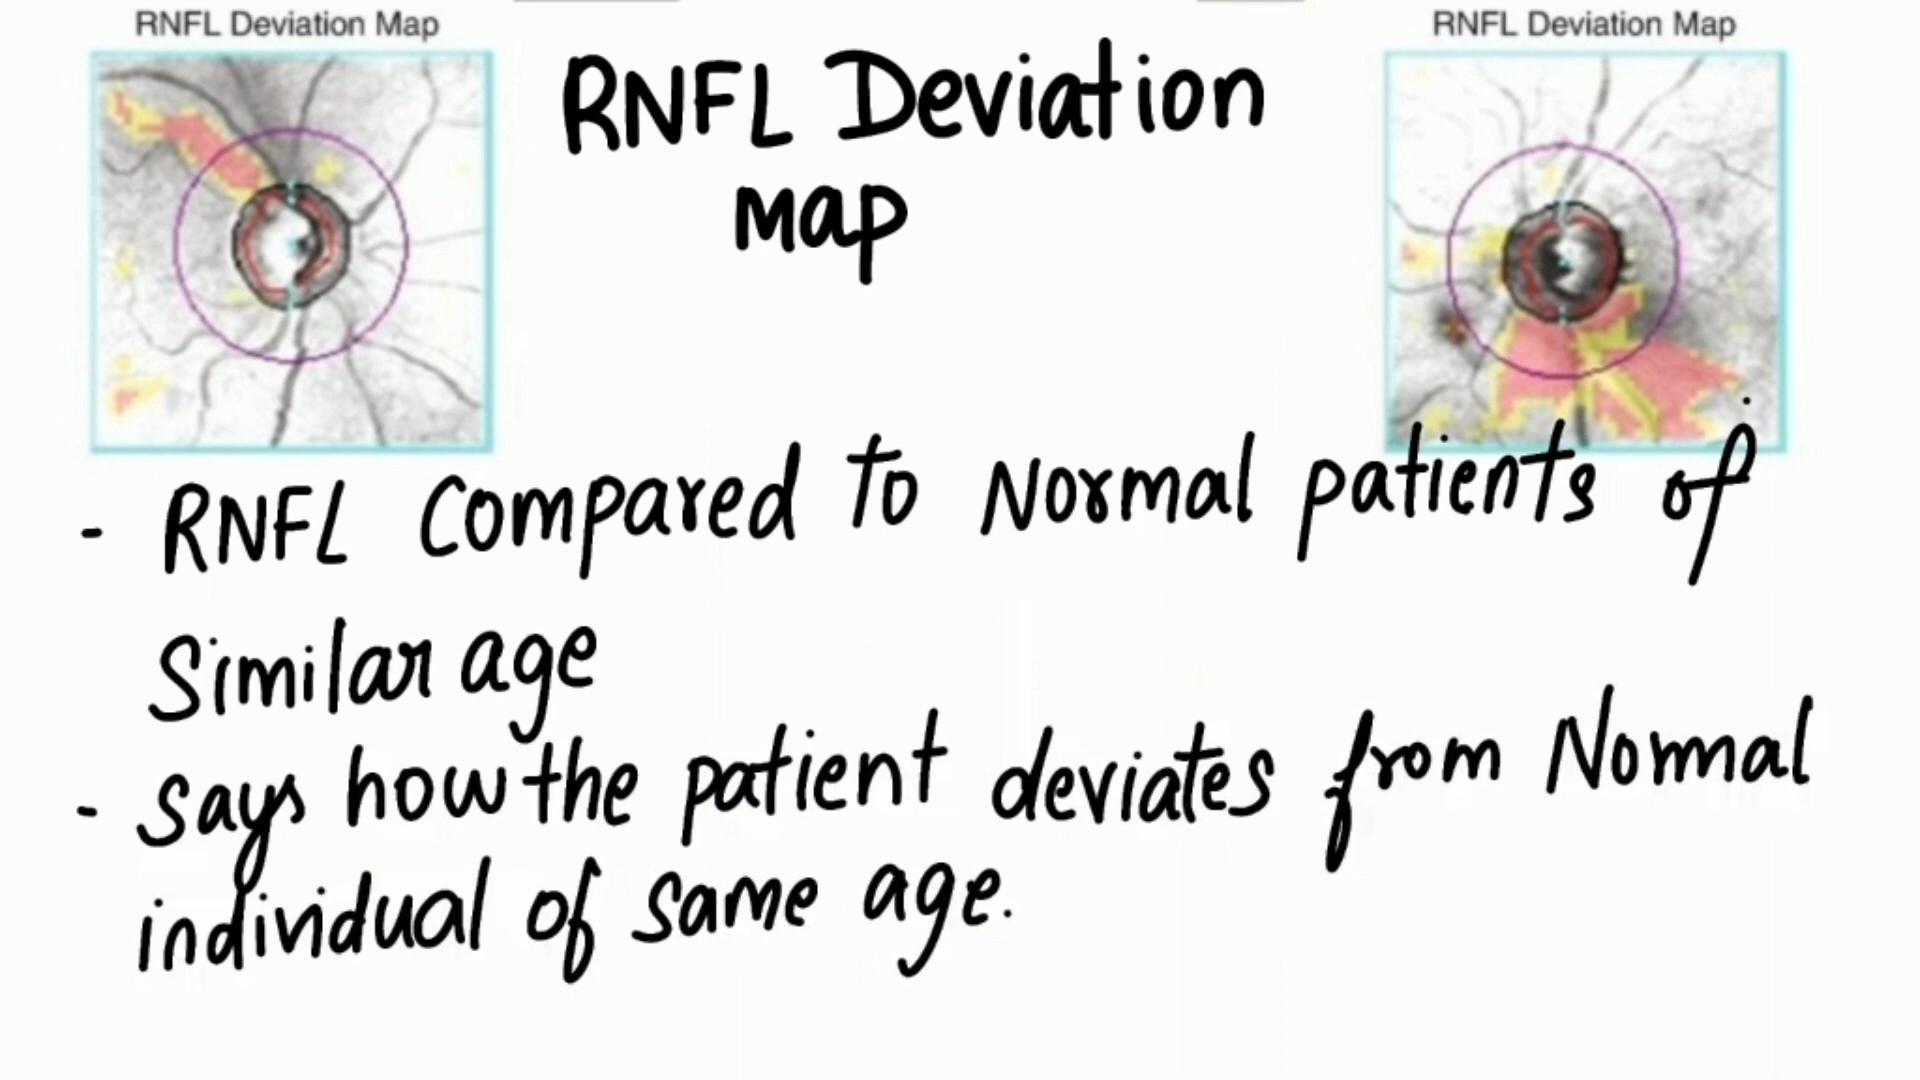 RNFL Deviation Map
RNFL Deviation Map
RNFL Deviation
map
- RNFL Compared to Normal patients of
Similar age
- says how the patient deviates from Normal
individual of same age.